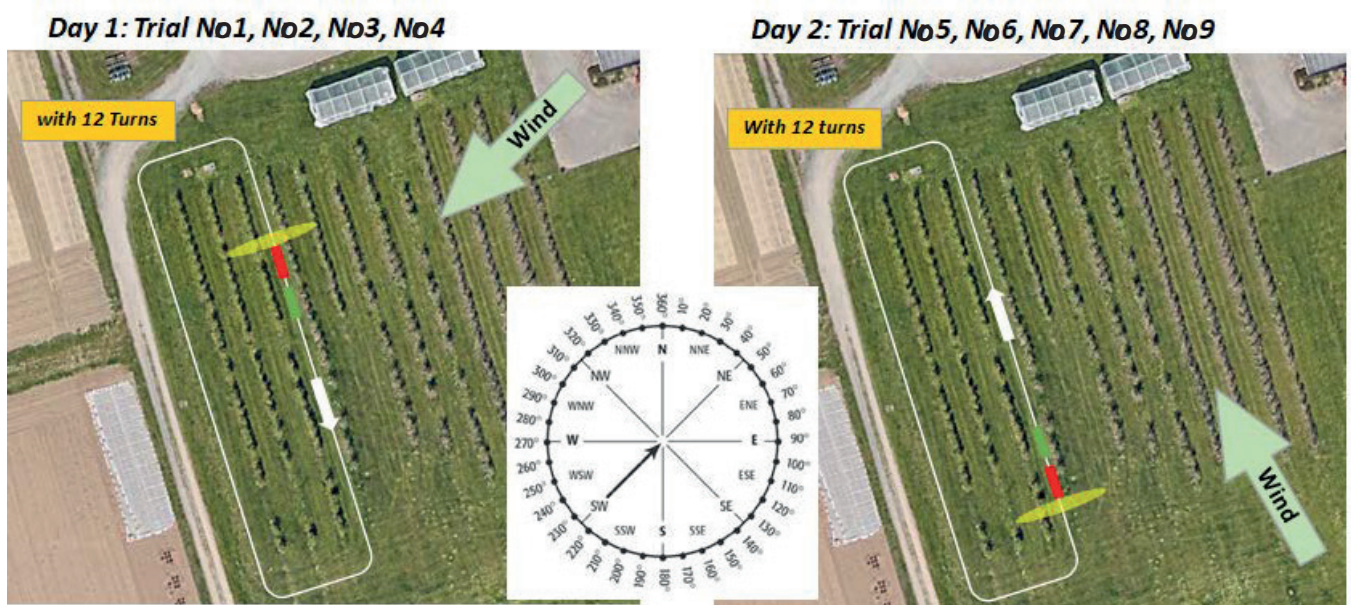 Day 1: Trial No1, No2, No3, No4
Day 2: Trial No5, No6, No7, No8, No9
with 12 Turns
Wind
With 12 turns
Wind
360°
10°
20°
30°
40°
50°
60°
70°
80°
90°
100°
110°
120°
130°
140°
150°
160°
170°
180°
190°
200°
210°
220°
230°
240°
250°
260°
270°
280°
290°
300°
310°
320°
330°
340°
350°
N
NNE
NE
ENE
E
ESE
SE
SSE
S
SSW
SW
WSW
W
WNW
NW
NNW